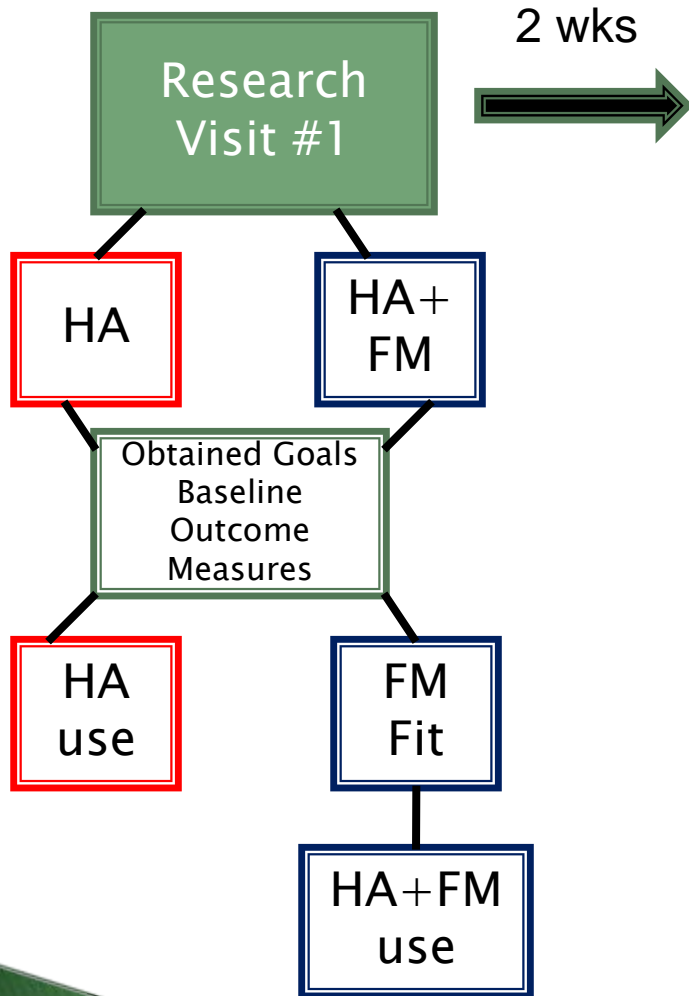 2 wks
Research
Visit #1
HA
HA+
FM
Obtained Goals
Baseline
Outcome
Measures
HA
use
FM
Fit
HA+FM
use